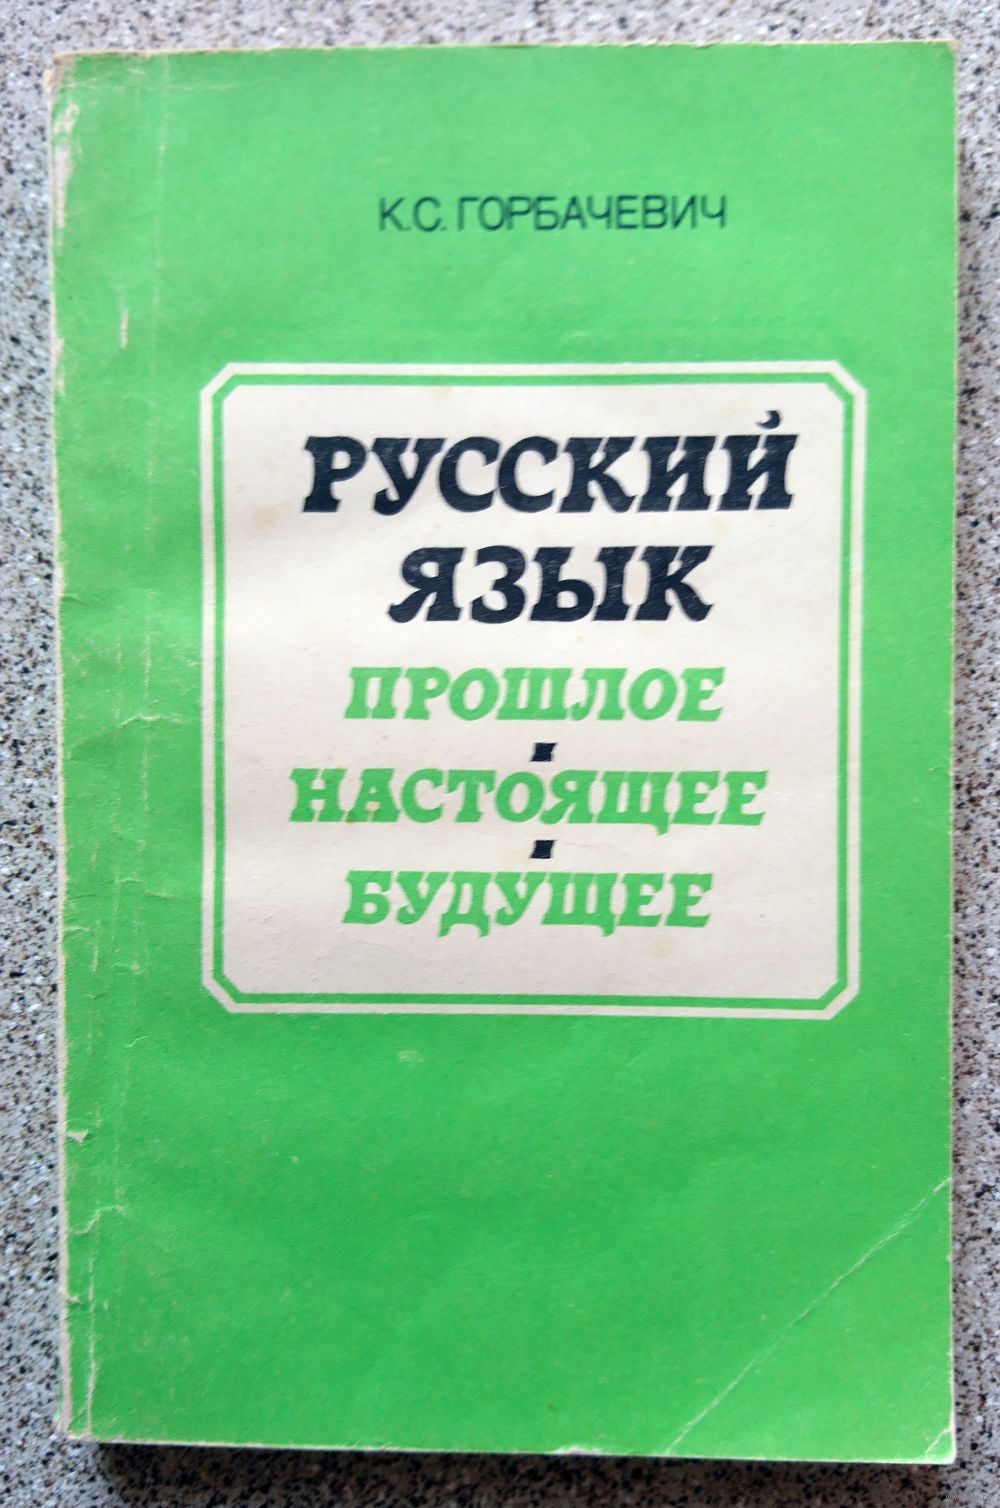 К.С. ГОРБАЧЕВИЧ
РУССКИЙ
ЯЗЫК
ПРОШЛОЕ
НАСТОЯЩЕЕ
БУДУЩЕЕ